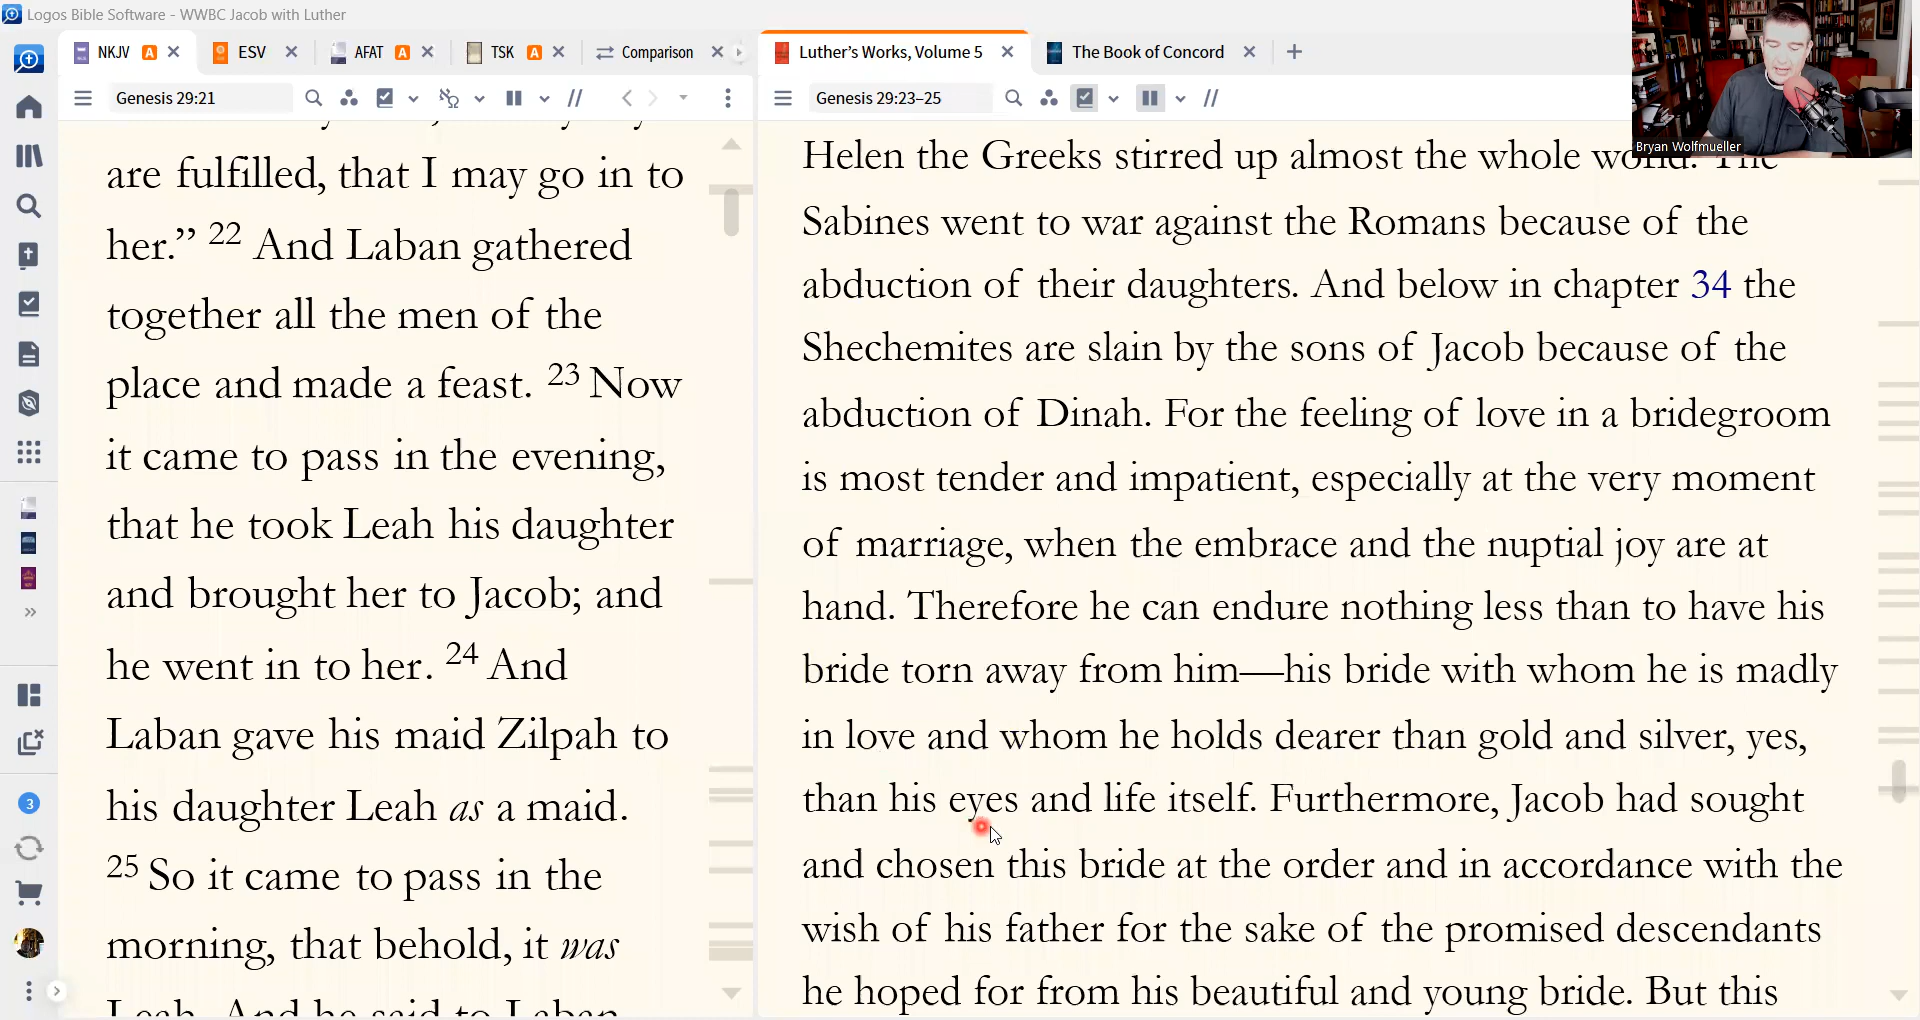 Logos Bible Software - WWBC Jacob with Luther
NKJV A
ESV
AFAT A
TSK A
Comparison
Luther's Works, Volume 5
The Book of Concord
Genesis 29:21
Genesis 29:23–25
Bryan Wolfmueller
are fulfilled, that I may go in to
her.” 22 And Laban gathered
together all the men of the
place and made a feast. 23 Now
it came to pass in the evening,
that he took Leah his daughter
and brought her to Jacob; and
he went in to her. 24 And
Laban gave his maid Zilpah to
his daughter Leah as a maid.
25 So it came to pass in the
morning, that behold, it was
Leah. And he said to Laban,
Helen the Greeks stirred up almost the whole world. The
Sabines went to war against the Romans because of the
abduction of their daughters. And below in chapter 34 the
Shechemites are slain by the sons of Jacob because of the
abduction of Dinah. For the feeling of love in a bridegroom
is most tender and impatient, especially at the very moment
of marriage, when the embrace and the nuptial joy are at
hand. Therefore he can endure nothing less than to have his
bride torn away from him—his bride with whom he is madly
in love and whom he holds dearer than gold and silver, yes,
than his eyes and life itself. Furthermore, Jacob had sought
and chosen this bride at the order and in accordance with the
wish of his father for the sake of the promised descendants
he hoped for from his beautiful and young bride. But this
3